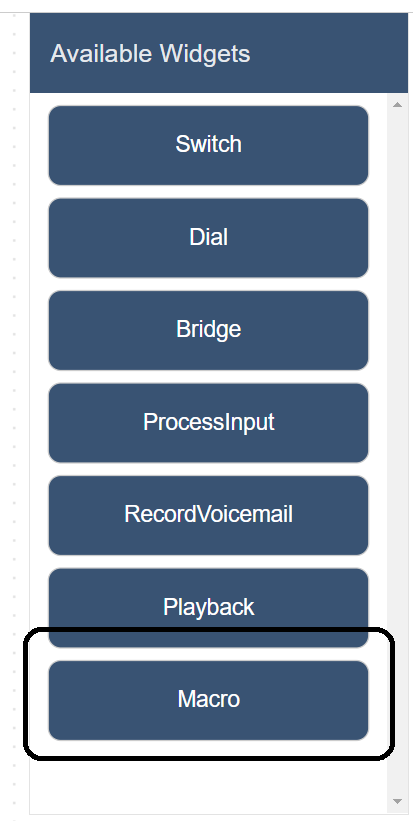 Available Widgets
Switch
Dial
Bridge
ProcessInput
RecordVoicemail
Playback
Macro